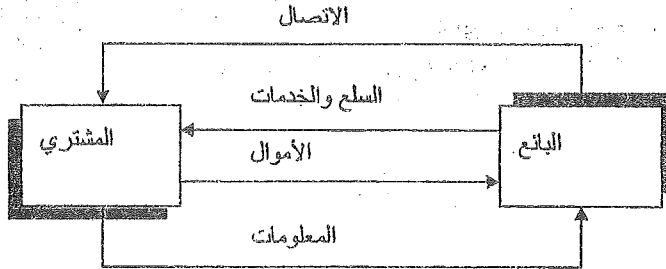 الاتصال
السلع والخدمات
البائع
المشتري
الأموال
المعلومات